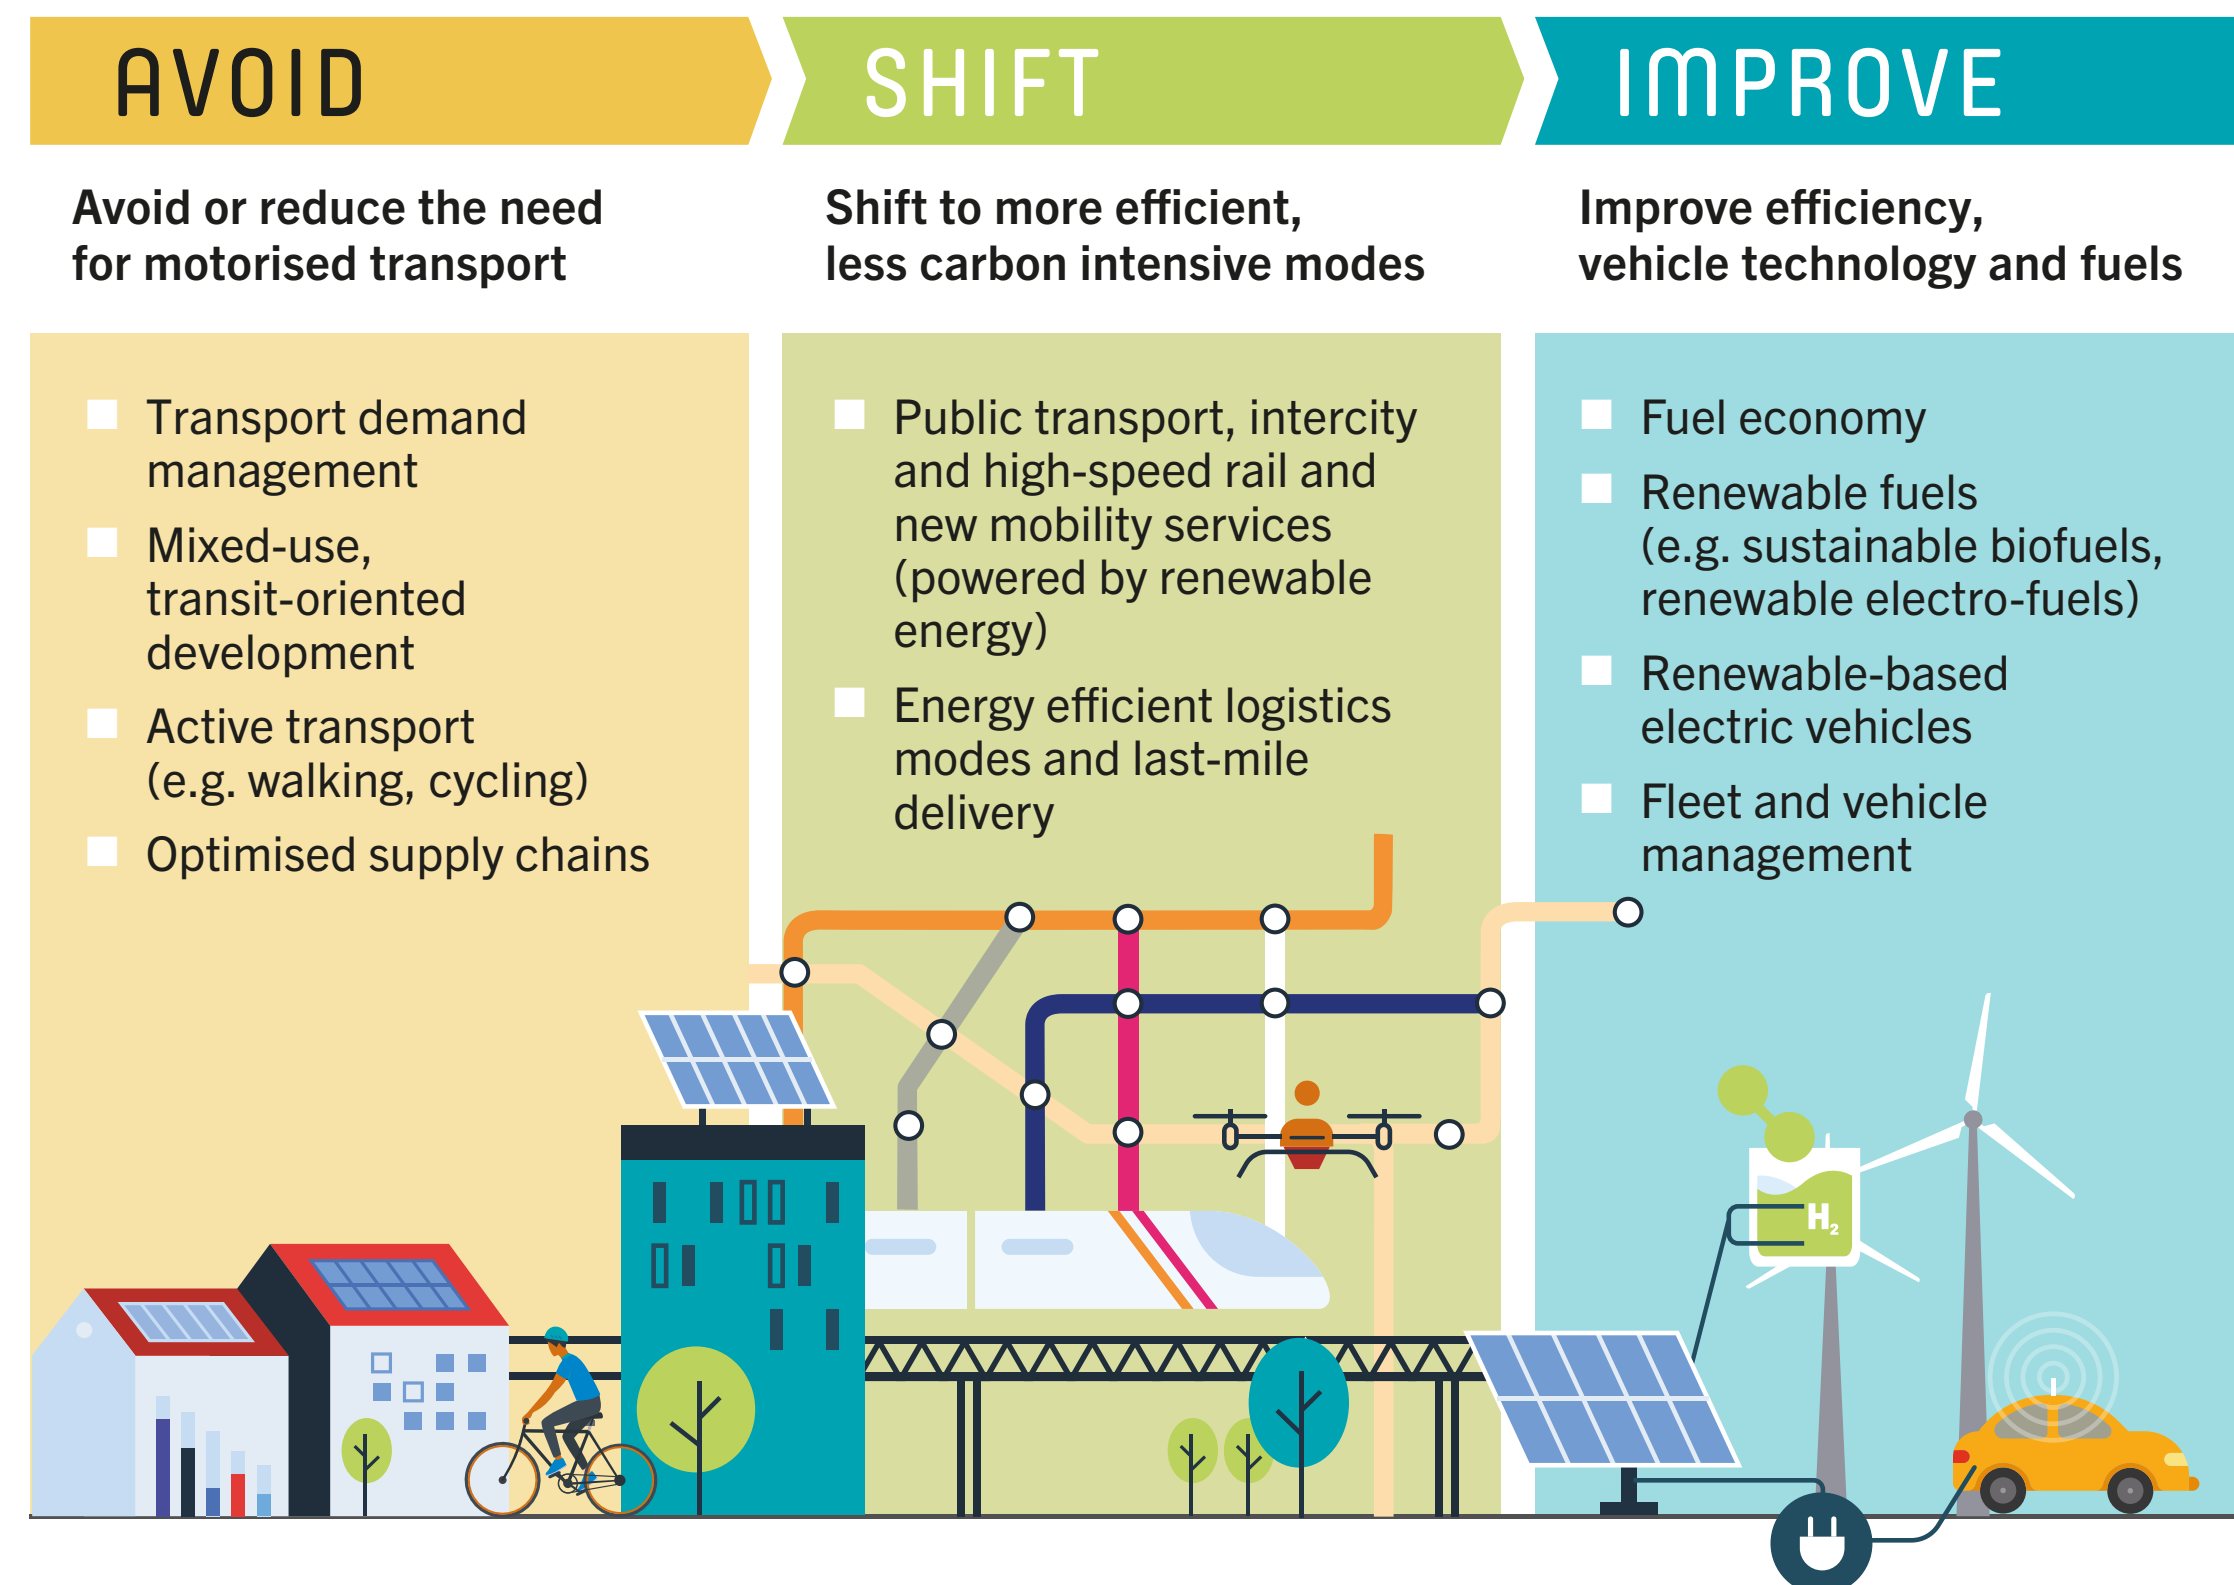 AVOID
Avoid or reduce the need
for motorised transport
Transport demand
management
Mixed-use,
transit-oriented
development
Active transport
(e.g. walking, cycling)
Optimised supply chains
SHIFT
Shift to more efficient,
less carbon intensive modes
Public transport, intercity
and high-speed rail and
new mobility services
(powered by renewable
energy)
Energy efficient logistics
modes and last-mile
delivery
IMPROVE
Improve efficiency,
vehicle technology and fuels
Fuel economy
Renewable fuels
(e.g. sustainable biofuels,
renewable electro-fuels)
Renewable-based
electric vehicles
Fleet and vehicle
management
H₂